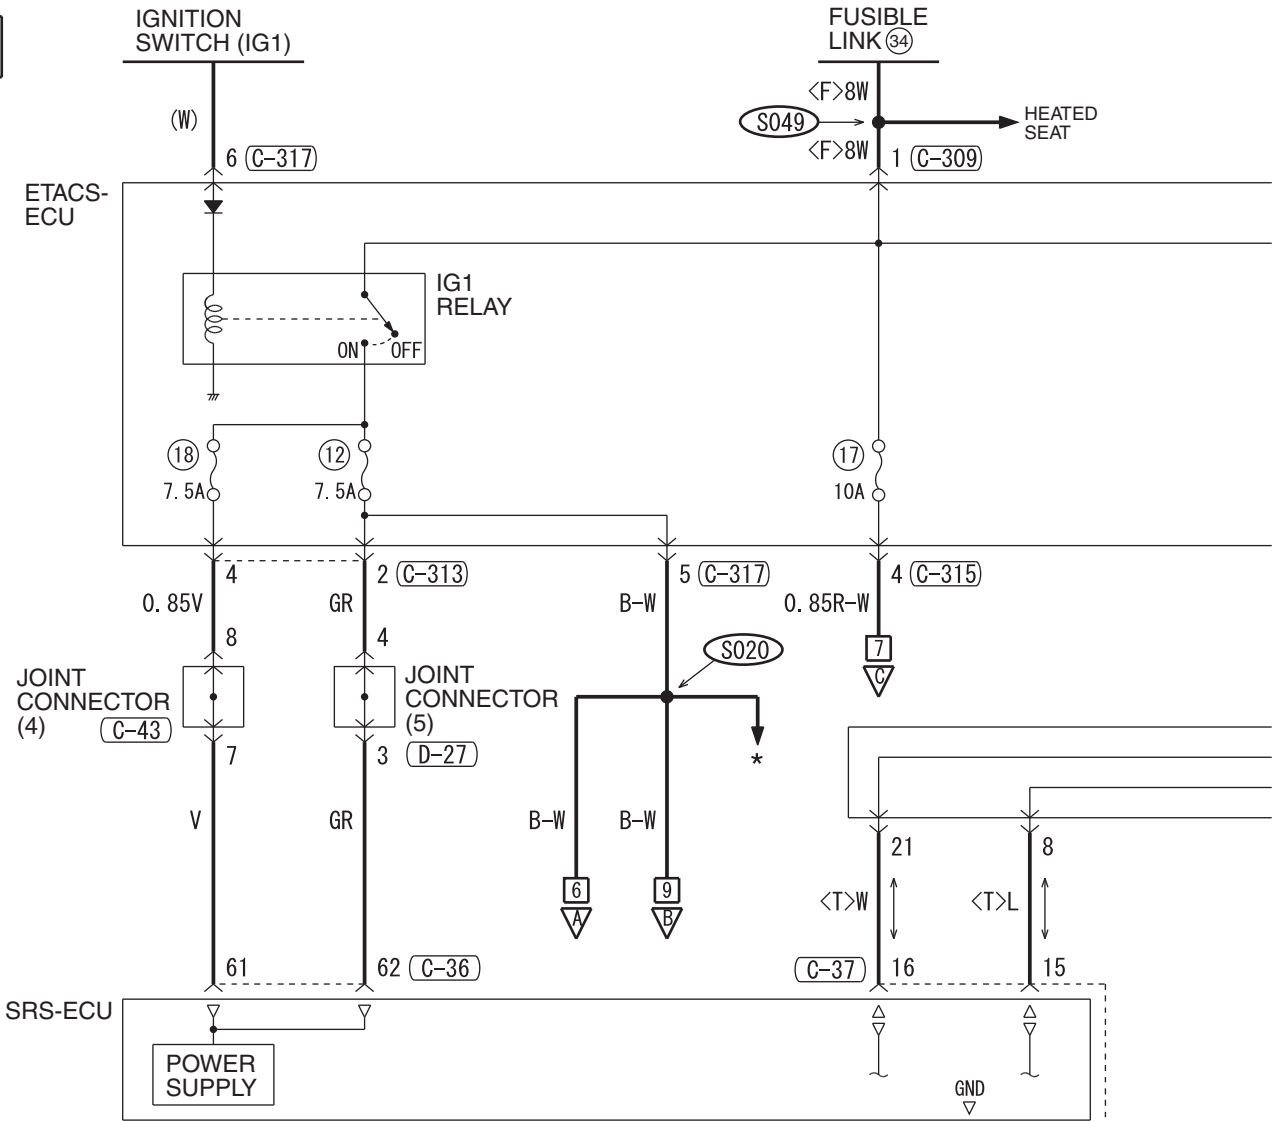 IGNITION
SWITCH (IG1)
FUSIBLE
LINK 34
<F>8W
(W)
S049
HEATED
SEAT
<F>8W
6 C-317
1 C-309
ETACS-
ECU
IG1
RELAY
ON OFF
18
12
17
7.5A
7.5A
10A
4
2 C-313
5 C-317
4 C-315
0.85V
GR
B-W
0.85R-W
8
4
S020
7
C
JOINT
CONNECTOR
(4)
C-43
JOINT
CONNECTOR
(5)
7
3 D-27
*
V
GR
B-W
B-W
21
8
6
A
9
B
<T>W
<T>L
61
62 C-36
C-37 16
15
SRS-ECU
POWER
SUPPLY
GND